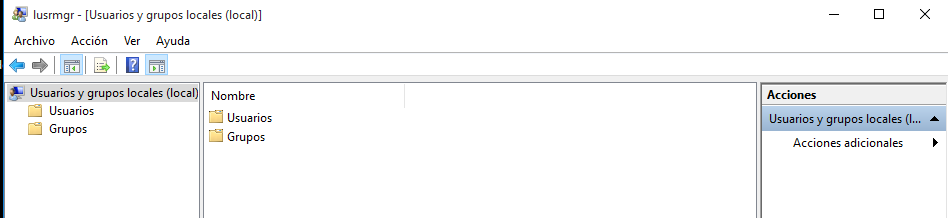 lusrmgr - [Usuarios y grupos locales (local)]
Archivo Acción Ver Ayuda
Usuarios y grupos locales (local)
Usuarios
Grupos
Nombre
Usuarios
Grupos
Acciones
Usuarios y grupos locales (l...
Acciones adicionales